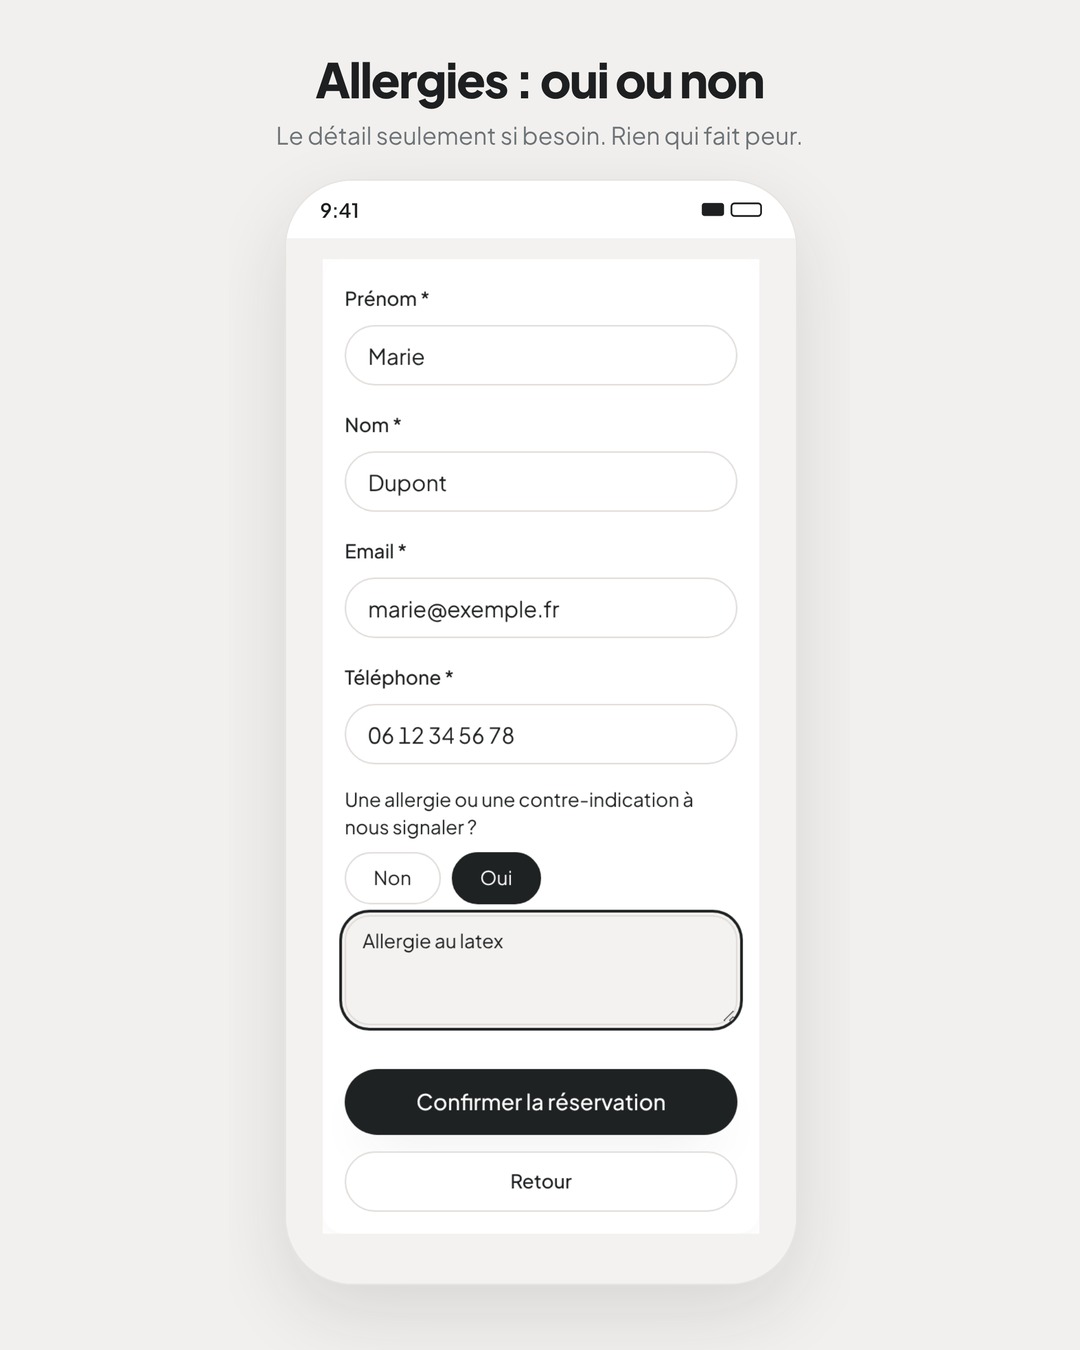 Allergies : oui ou non
Le détail seulement si besoin. Rien qui fait peur.
9:41
Prénom *
Marie
Nom *
Dupont
Email *
marie@exemple.fr
Téléphone *
06 12 34 56 78
Une allergie ou une contre-indication à
nous signaler ?
Non
Oui
Allergie au latex
Confirmer la réservation
Retour